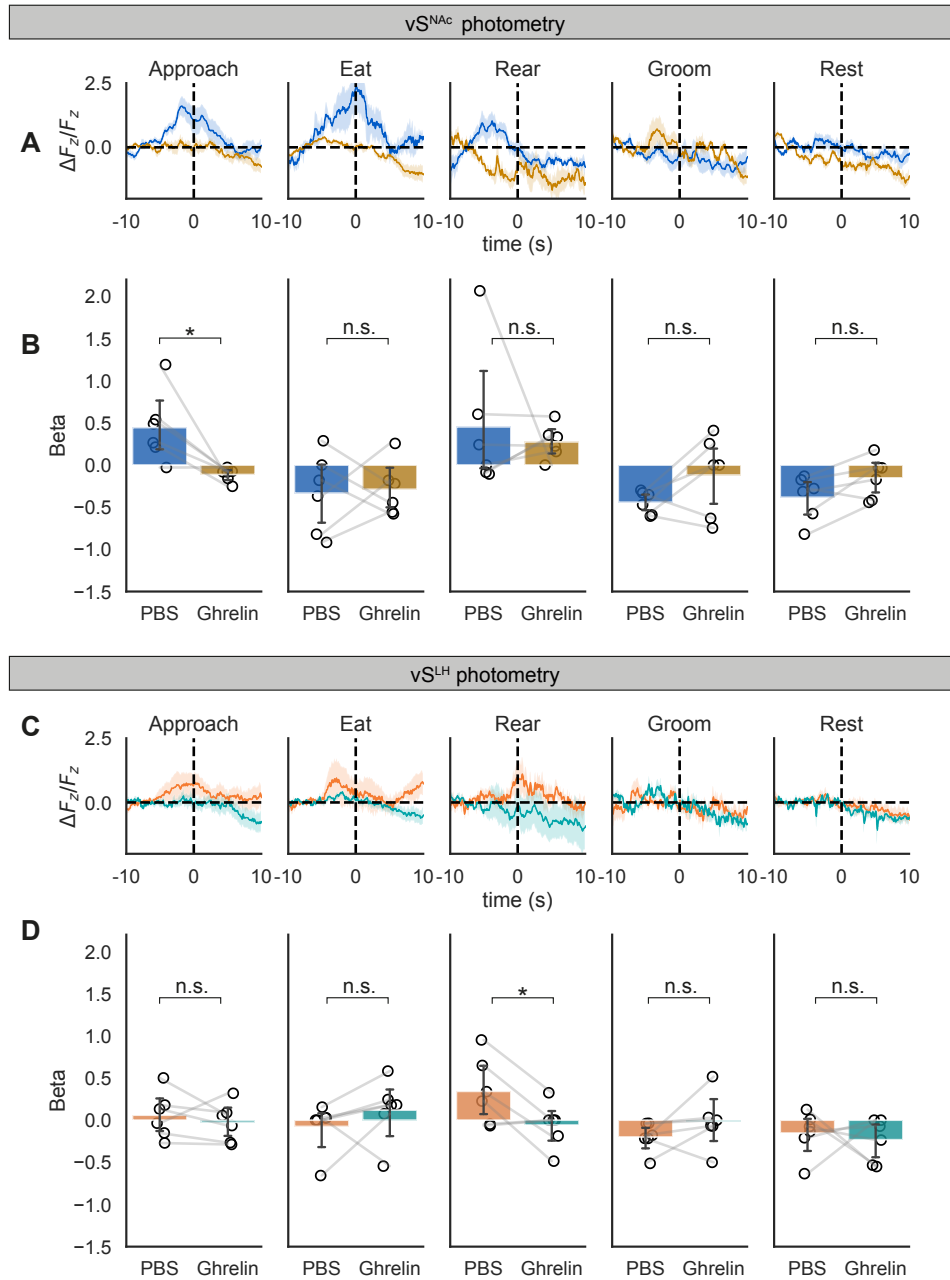 vS^NAc photometry
Approach Eat Rear Groom Rest
A
ΔF_z/F_z
2.5
0.0
-10 0 10 -10 0 10 -10 0 10 -10 0 10 -10 0 10
time (s)
B
Beta
2.0
1.5
1.0
0.5
0.0
−0.5
−1.0
−1.5
* n.s. n.s. n.s. n.s.
PBS Ghrelin PBS Ghrelin PBS Ghrelin PBS Ghrelin PBS Ghrelin
vS^LH photometry
C
Approach Eat Rear Groom Rest
ΔF_z/F_z
2.5
0.0
-10 0 10 -10 0 10 -10 0 10 -10 0 10 -10 0 10
time (s)
D
Beta
2.0
1.5
1.0
0.5
0.0
−0.5
−1.0
−1.5
n.s. n.s. * n.s. n.s.
PBS Ghrelin PBS Ghrelin PBS Ghrelin PBS Ghrelin PBS Ghrelin